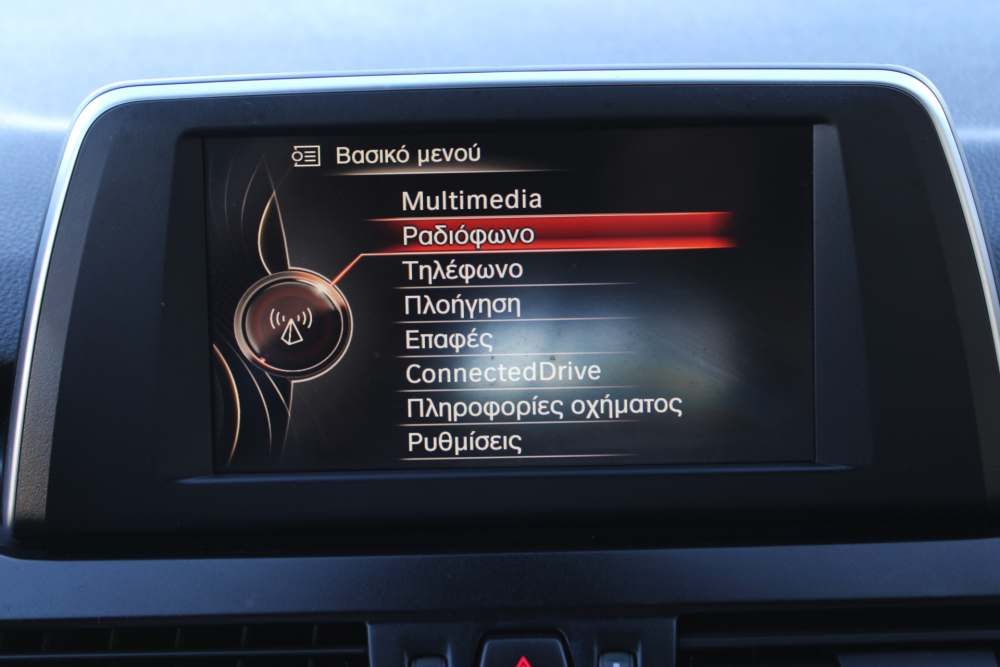 Βασικό μενού
Multimedia
Ραδιόφωνο
Τηλέφωνο
Πλοήγηση
Επαφές
ConnectedDrive
Πληροφορίες οχήματος
Ρυθμίσεις